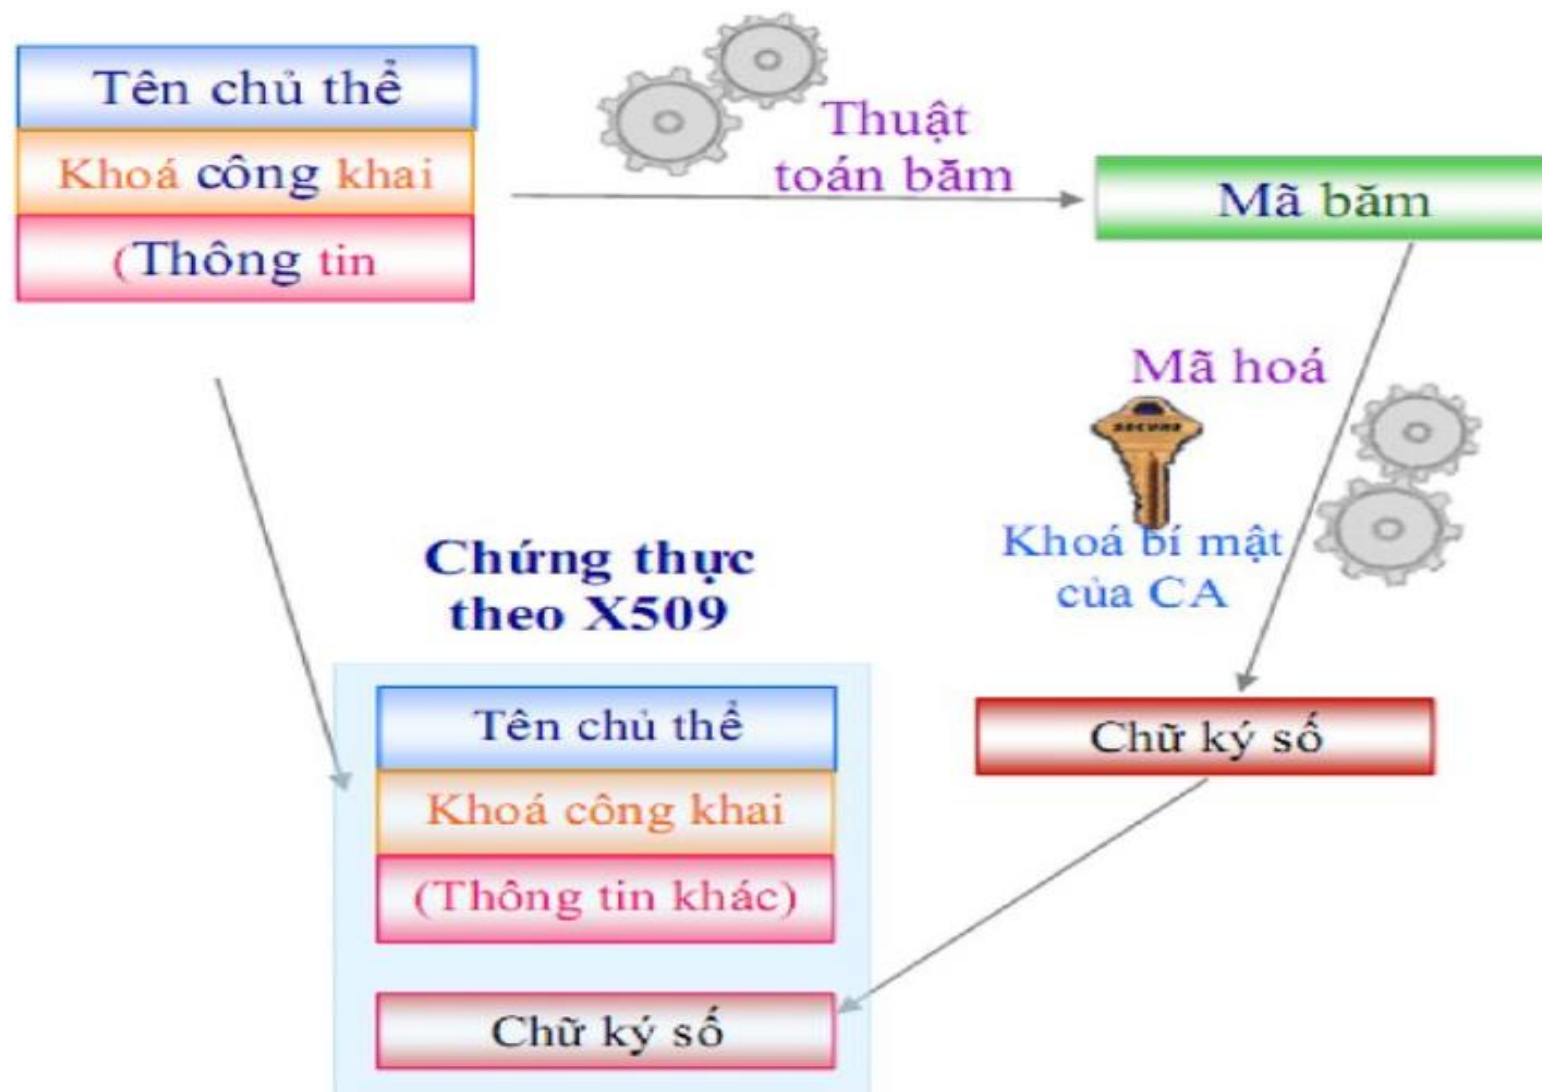 Tên chủ thể
Khoá công khai
(Thông tin
Thuật
toán băm
Mã băm
Mã hoá
SECURE
Khoá bí mật
của CA
Chứng thực
theo X509
Tên chủ thể
Khoá công khai
(Thông tin khác)
Chữ ký số
Chữ ký số